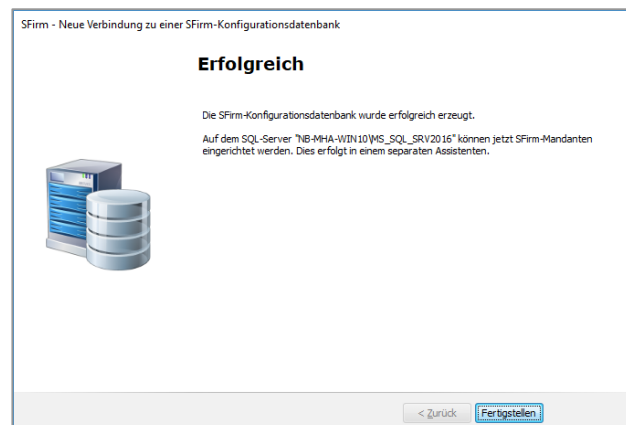 SFirm - Neue Verbindung zu einer SFirm-Konfigurationsdatenbank
Erfolgreich
Die SFirm-Konfigurationsdatenbank wurde erfolgreich erzeugt.
Auf dem SQL-Server "NB-MHA-WIN10\MS_SQL_SRV2016" können jetzt SFirm-Mandanten
eingerichtet werden. Dies erfolgt in einem separaten Assistenten.
< Zurück Fertigstellen